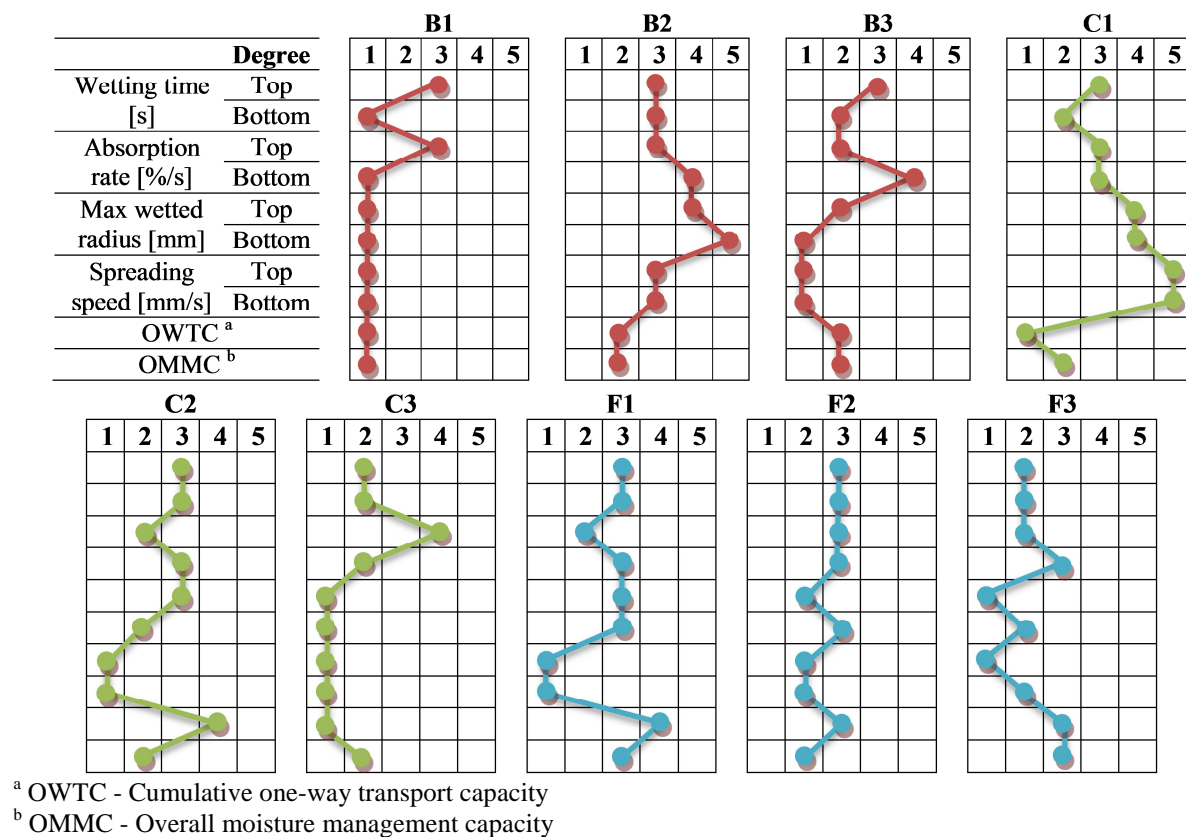 B1 B2 B3 C1
Degree 1 2 3 4 5 1 2 3 4 5 1 2 3 4 5 1 2 3 4 5
Wetting time Top
[s] Bottom
Absorption Top
rate [%/s] Bottom
Max wetted Top
radius [mm] Bottom
Spreading Top
speed [mm/s] Bottom
OWTC a
OMMC b
C2 C3 F1 F2 F3
1 2 3 4 5 1 2 3 4 5 1 2 3 4 5 1 2 3 4 5 1 2 3 4 5
a OWTC - Cumulative one-way transport capacity
b OMMC - Overall moisture management capacity